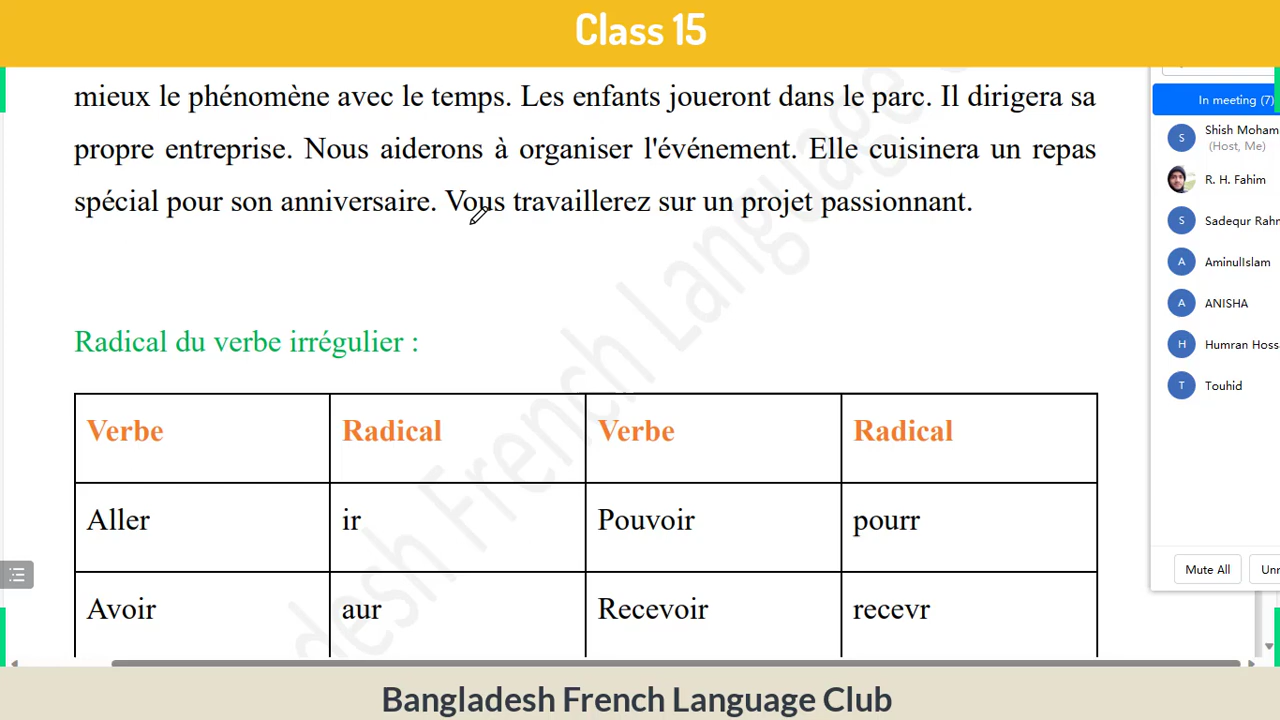 Class 15
mieux le phénomène avec le temps. Les enfants joueront dans le parc. Il dirigera sa
propre entreprise. Nous aiderons à organiser l'événement. Elle cuisinera un repas
spécial pour son anniversaire. Vous travaillerez sur un projet passionnant.
Radical du verbe irrégulier :
Verbe Radical Verbe Radical
Aller ir Pouvoir pourr
Avoir aur Recevoir recevr
In meeting (7)
S Shish Moham
(Host, Me)
R. H. Fahim
S Sadequr Rahm
A AminulIslam
A ANISHA
H Humran Hoss
T Touhid
Mute All
Bangladesh French Language Club